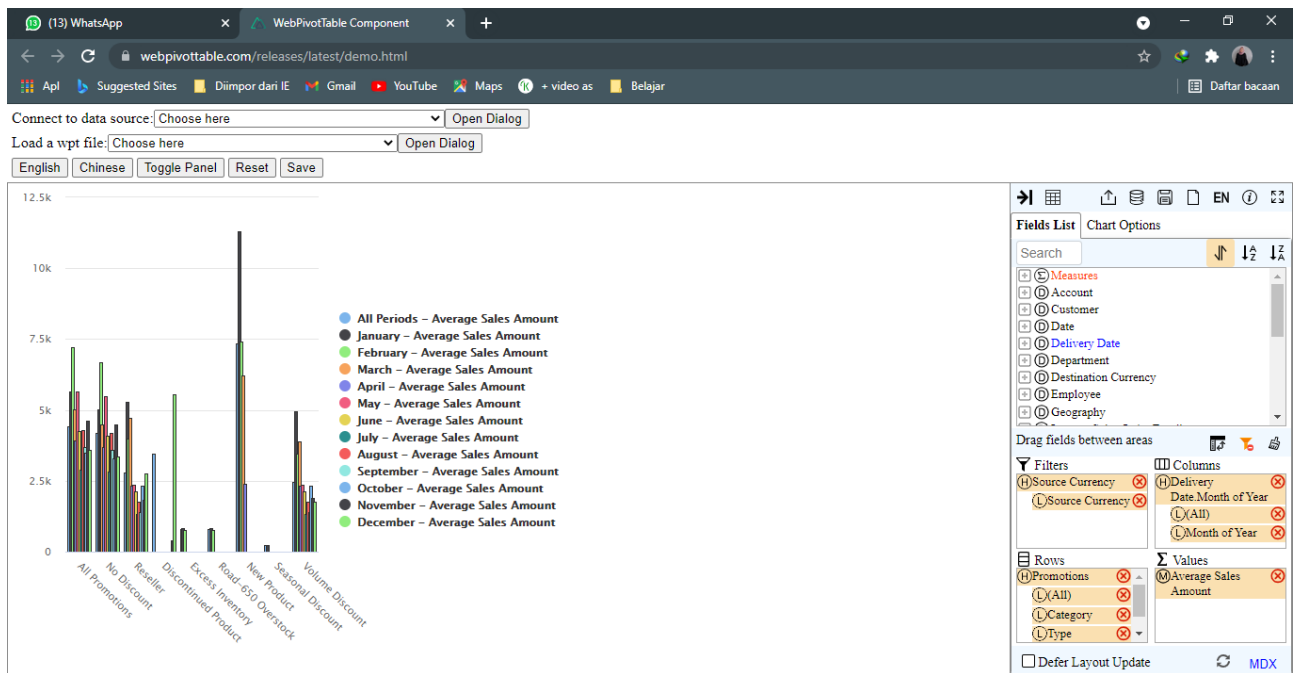 13 (13) WhatsApp
WebPivotTable Component
webpivottable.com/releases/latest/demo.html
Apl Suggested Sites Diimpor dari IE Gmail YouTube Maps + video as Belajar Daftar bacaan
Connect to data source: Choose here Open Dialog
Load a wpt file: Choose here Open Dialog
English Chinese Toggle Panel Reset Save
12.5k
10k
7.5k
5k
2.5k
0
All Promotions
No Discount
Reseller
Discontinued Product
Excess Inventory
Road-650 Overstock
New Product
Seasonal Discount
Volume Discount
All Periods – Average Sales Amount
January – Average Sales Amount
February – Average Sales Amount
March – Average Sales Amount
April – Average Sales Amount
May – Average Sales Amount
June – Average Sales Amount
July – Average Sales Amount
August – Average Sales Amount
September – Average Sales Amount
October – Average Sales Amount
November – Average Sales Amount
December – Average Sales Amount
EN
Fields List Chart Options
Search
Measures
D Account
D Customer
D Date
D Delivery Date
D Department
D Destination Currency
D Employee
D Geography
Drag fields between areas
Filters
H Source Currency
L Source Currency
Columns
H Delivery
Date.Month of Year
L (All)
L Month of Year
Rows
H Promotions
L (All)
L Category
L Type
Σ Values
M Average Sales
Amount
Defer Layout Update MDX